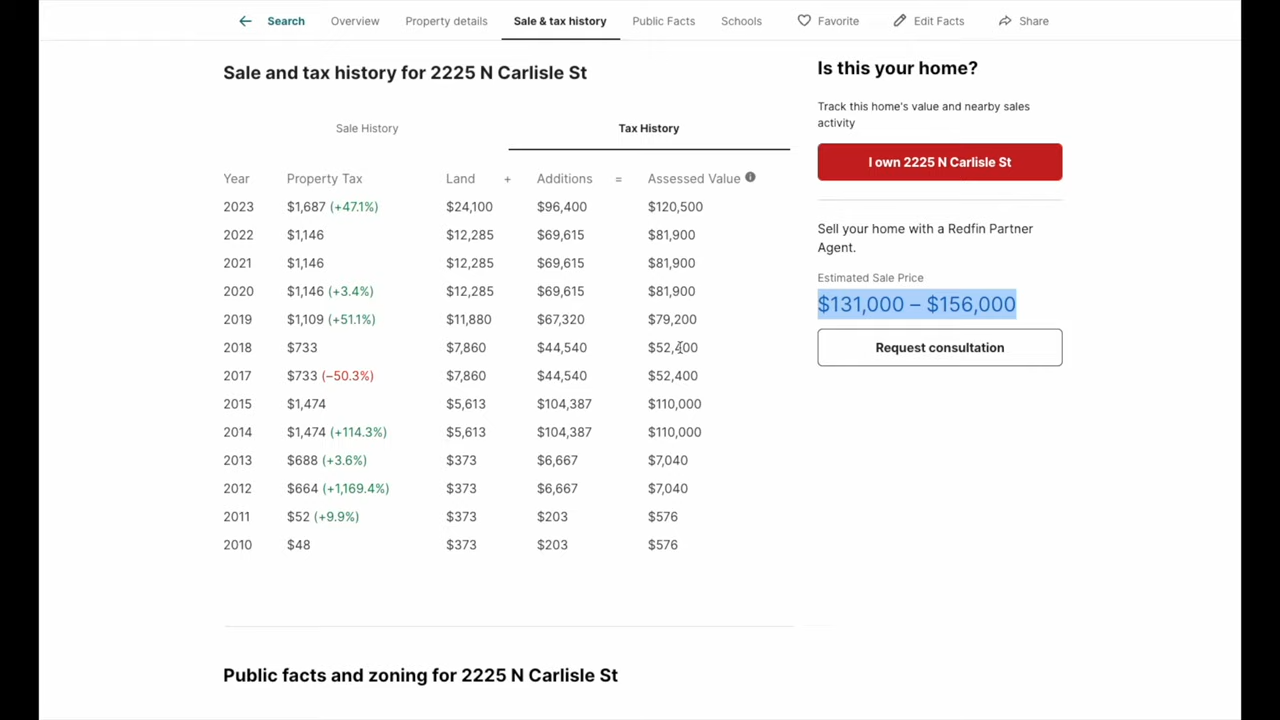 Search Overview Property details Sale & tax history Public Facts Schools Favorite Edit Facts Share
Sale and tax history for 2225 N Carlisle St
Sale History Tax History
Year Property Tax Land + Additions = Assessed Value
2023 $1,687 (+47.1%) $24,100 $96,400 $120,500
2022 $1,146 $12,285 $69,615 $81,900
2021 $1,146 $12,285 $69,615 $81,900
2020 $1,146 (+3.4%) $12,285 $69,615 $81,900
2019 $1,109 (+51.1%) $11,880 $67,320 $79,200
2018 $733 $7,860 $44,540 $52,400
2017 $733 (–50.3%) $7,860 $44,540 $52,400
2015 $1,474 $5,613 $104,387 $110,000
2014 $1,474 (+114.3%) $5,613 $104,387 $110,000
2013 $688 (+3.6%) $373 $6,667 $7,040
2012 $664 (+1,169.4%) $373 $6,667 $7,040
2011 $52 (+9.9%) $373 $203 $576
2010 $48 $373 $203 $576
Public facts and zoning for 2225 N Carlisle St
Is this your home?
Track this home's value and nearby sales
activity
I own 2225 N Carlisle St
Sell your home with a Redfin Partner
Agent.
Estimated Sale Price
$131,000 – $156,000
Request consultation